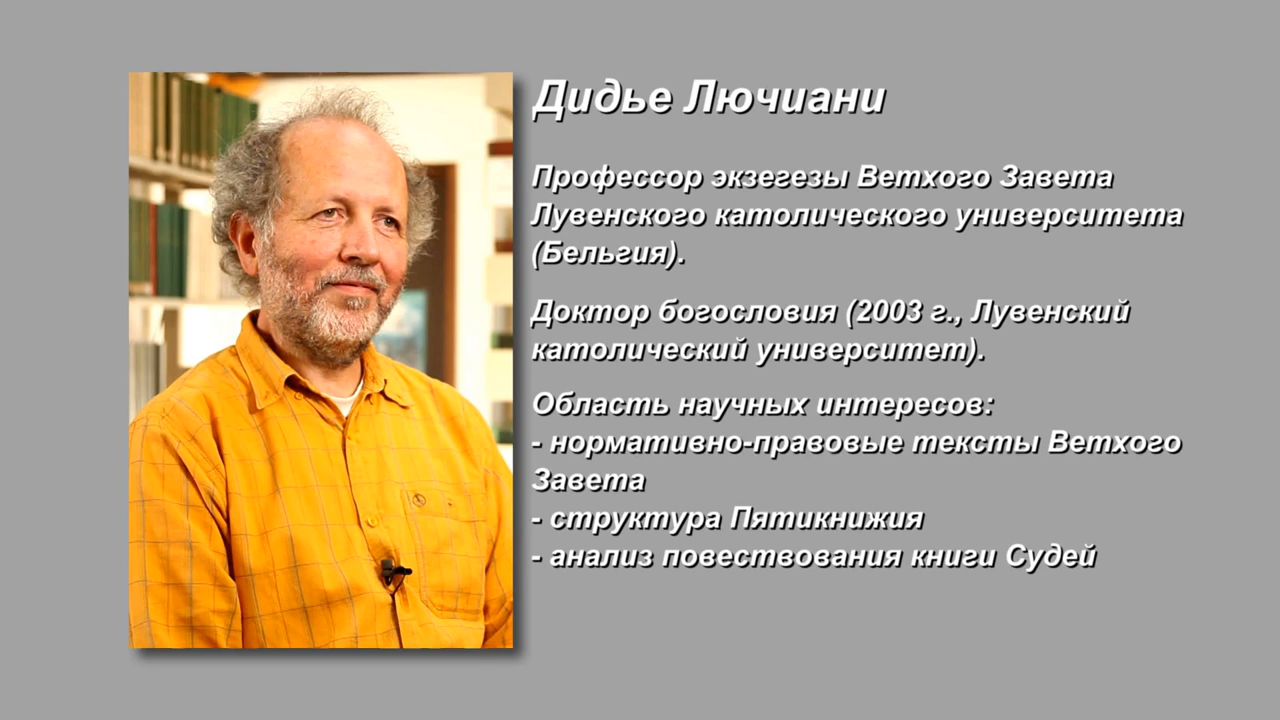 Дидье Лючиани
Профессор экзегезы Ветхого Завета
Лувенского католического университета
(Бельгия).
Доктор богословия (2003 г., Лувенский
католический университет).
Область научных интересов:
- нормативно-правовые тексты Ветхого
Завета
- структура Пятикнижия
- анализ повествования книги Судей